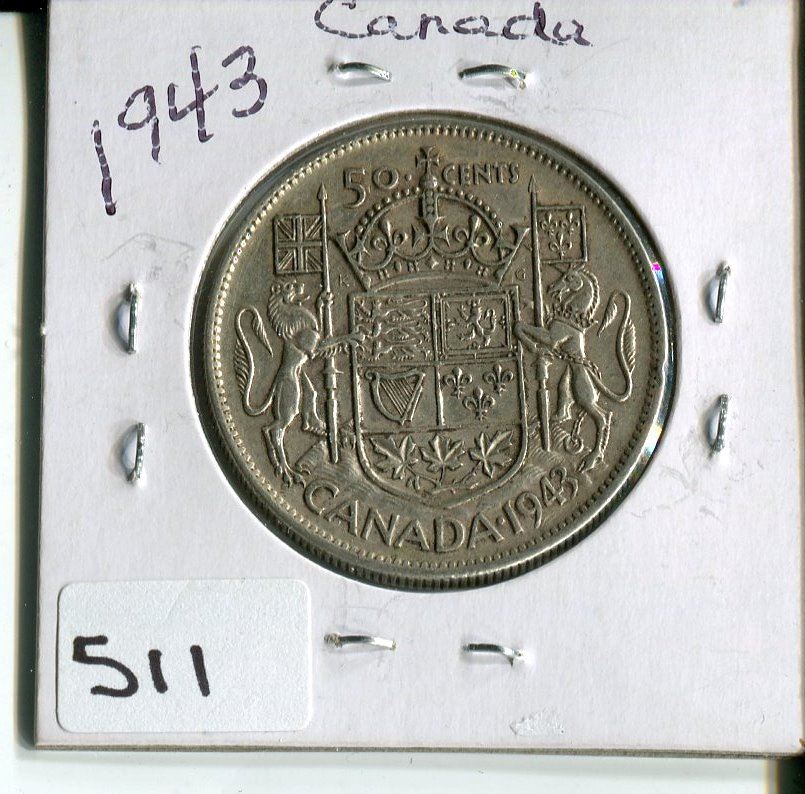 Canada
1943
50 CENTS
K G
CANADA·1943
511